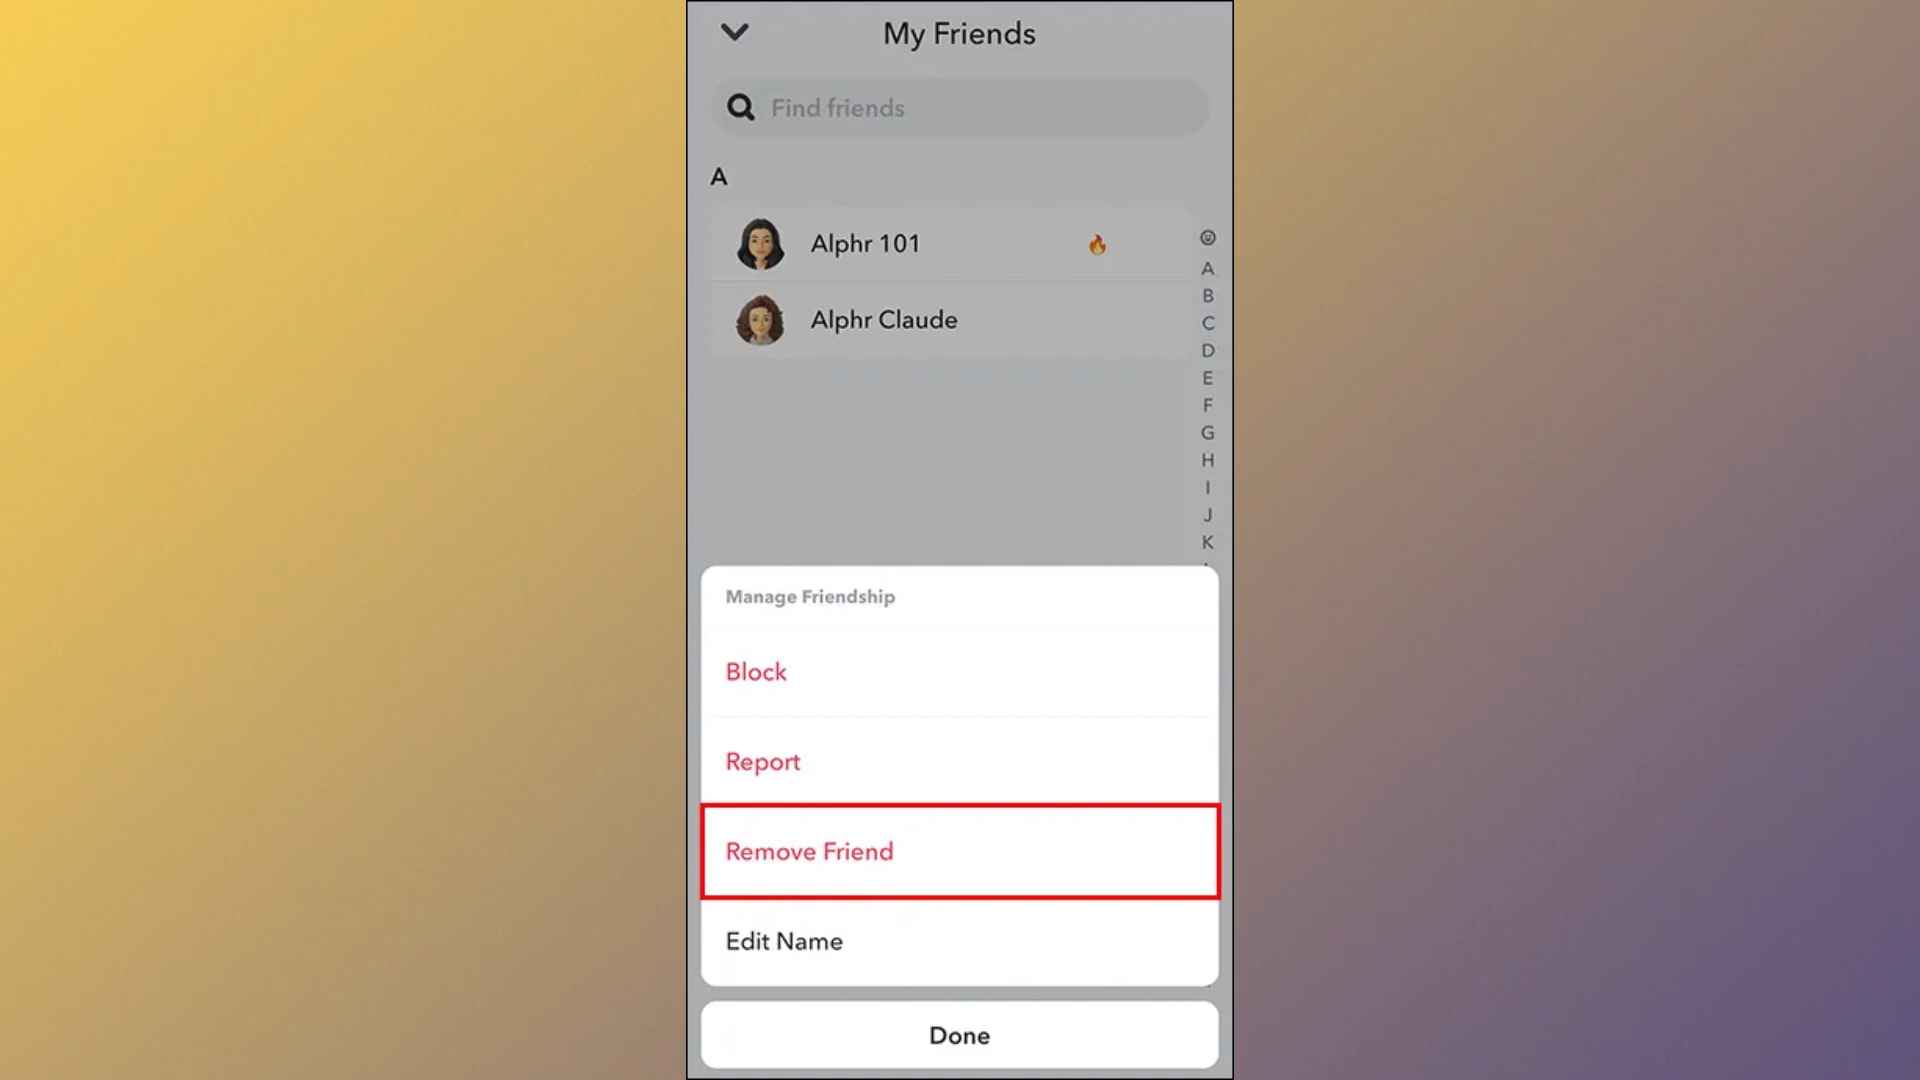 My Friends
Find friends
A
Alphr 101
Alphr Claude
A
B
C
D
E
F
G
H
I
J
K
Manage Friendship
Block
Report
Remove Friend
Edit Name
Done